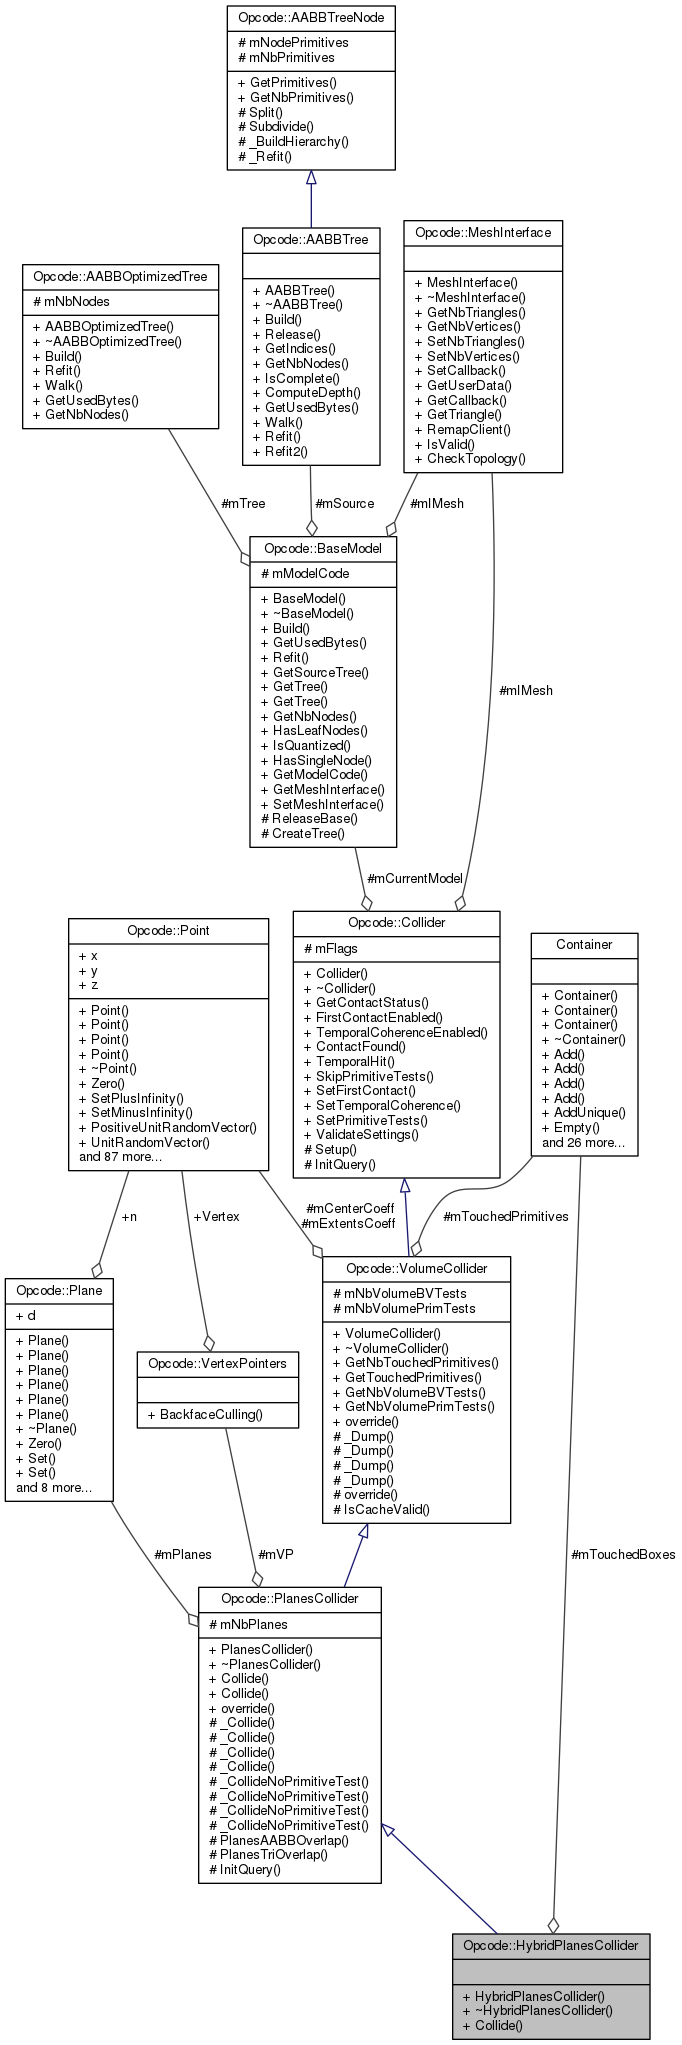 Opcode::AABBTreeNode
# mNodePrimitives
# mNbPrimitives
+ GetPrimitives()
+ GetNbPrimitives()
# Split()
# Subdivide()
# _BuildHierarchy()
# _Refit()
Opcode::AABBOptimizedTree
# mNbNodes
+ AABBOptimizedTree()
+ ~AABBOptimizedTree()
+ Build()
+ Refit()
+ Walk()
+ GetUsedBytes()
+ GetNbNodes()
Opcode::AABBTree
+ AABBTree()
+ ~AABBTree()
+ Build()
+ Release()
+ GetIndices()
+ GetNbNodes()
+ IsComplete()
+ ComputeDepth()
+ GetUsedBytes()
+ Walk()
+ Refit()
+ Refit2()
Opcode::MeshInterface
+ MeshInterface()
+ ~MeshInterface()
+ GetNbTriangles()
+ GetNbVertices()
+ SetNbTriangles()
+ SetNbVertices()
+ SetCallback()
+ GetUserData()
+ GetCallback()
+ GetTriangle()
+ RemapClient()
+ IsValid()
+ CheckTopology()
#mTree
#mSource
#mIMesh
Opcode::BaseModel
# mModelCode
+ BaseModel()
+ ~BaseModel()
+ Build()
+ GetUsedBytes()
+ Refit()
+ GetSourceTree()
+ GetTree()
+ GetTree()
+ GetNbNodes()
+ HasLeafNodes()
+ IsQuantized()
+ HasSingleNode()
+ GetModelCode()
+ GetMeshInterface()
+ SetMeshInterface()
# ReleaseBase()
# CreateTree()
#mIMesh
#mCurrentModel
Opcode::Point
+ x
+ y
+ z
+ Point()
+ Point()
+ Point()
+ Point()
+ ~Point()
+ Zero()
+ SetPlusInfinity()
+ SetMinusInfinity()
+ PositiveUnitRandomVector()
+ UnitRandomVector()
and 87 more...
Opcode::Collider
# mFlags
+ Collider()
+ ~Collider()
+ GetContactStatus()
+ FirstContactEnabled()
+ TemporalCoherenceEnabled()
+ ContactFound()
+ TemporalHit()
+ SkipPrimitiveTests()
+ SetFirstContact()
+ SetTemporalCoherence()
+ SetPrimitiveTests()
+ ValidateSettings()
# Setup()
# InitQuery()
Container
+ Container()
+ Container()
+ Container()
+ ~Container()
+ Add()
+ Add()
+ Add()
+ Add()
+ AddUnique()
+ Empty()
and 26 more...
+n
+Vertex
#mCenterCoeff
#mExtentsCoeff
#mTouchedPrimitives
Opcode::Plane
+ d
+ Plane()
+ Plane()
+ Plane()
+ Plane()
+ Plane()
+ Plane()
+ ~Plane()
+ Zero()
+ Set()
+ Set()
and 8 more...
Opcode::VertexPointers
+ BackfaceCulling()
Opcode::VolumeCollider
# mNbVolumeBVTests
# mNbVolumePrimTests
+ VolumeCollider()
+ ~VolumeCollider()
+ GetNbTouchedPrimitives()
+ GetTouchedPrimitives()
+ GetNbVolumeBVTests()
+ GetNbVolumePrimTests()
+ override()
# _Dump()
# _Dump()
# _Dump()
# _Dump()
# override()
# IsCacheValid()
#mPlanes
#mVP
#mTouchedBoxes
Opcode::PlanesCollider
# mNbPlanes
+ PlanesCollider()
+ ~PlanesCollider()
+ Collide()
+ Collide()
+ override()
# _Collide()
# _Collide()
# _Collide()
# _Collide()
# _CollideNoPrimitiveTest()
# _CollideNoPrimitiveTest()
# _CollideNoPrimitiveTest()
# _CollideNoPrimitiveTest()
# PlanesAABBOverlap()
# PlanesTriOverlap()
# InitQuery()
Opcode::HybridPlanesCollider
+ HybridPlanesCollider()
+ ~HybridPlanesCollider()
+ Collide()